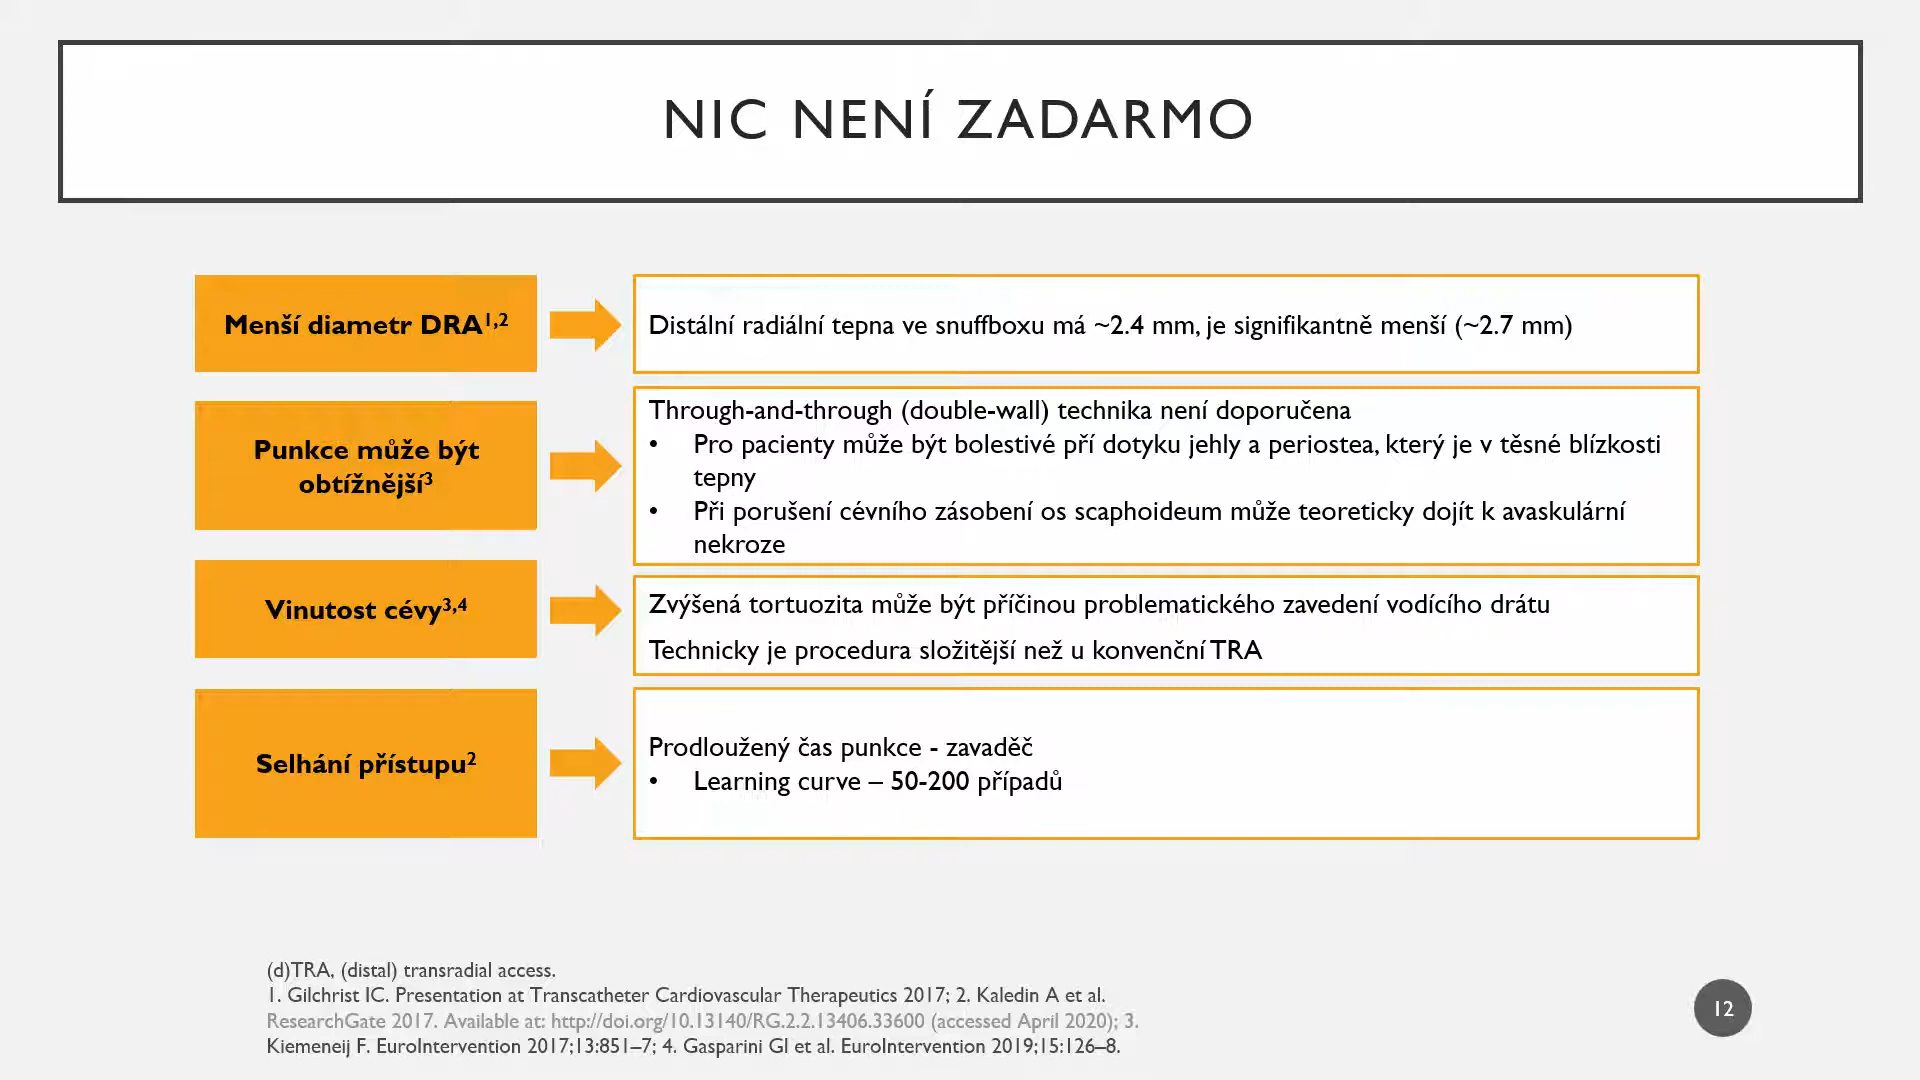 NIC NENÍ ZADARMO
Menší diametr DRA1,2
Distální radiální tepna ve snuffboxu má ~2.4 mm, je signifikantně menší (~2.7 mm)
Punkce může být
obtížnější3
Through-and-through (double-wall) technika není doporučena
• Pro pacienty může být bolestivé pří dotyku jehly a periostea, který je v těsné blízkosti
tepny
• Při porušení cévního zásobení os scaphoideum může teoreticky dojít k avaskulární
nekroze
Vinutost cévy3,4
Zvýšená tortuozita může být příčinou problematického zavedení vodícího drátu
Technicky je procedura složitější než u konvenční TRA
Selhání přístupu2
Prodloužený čas punkce - zavaděč
• Learning curve – 50-200 případů
(d)TRA, (distal) transradial access.
1. Gilchrist IC. Presentation at Transcatheter Cardiovascular Therapeutics 2017; 2. Kaledin A et al.
ResearchGate 2017. Available at: http://doi.org/10.13140/RG.2.2.13406.33600 (accessed April 2020); 3.
Kiemeneij F. EuroIntervention 2017;13:851–7; 4. Gasparini GI et al. EuroIntervention 2019;15:126–8.
12